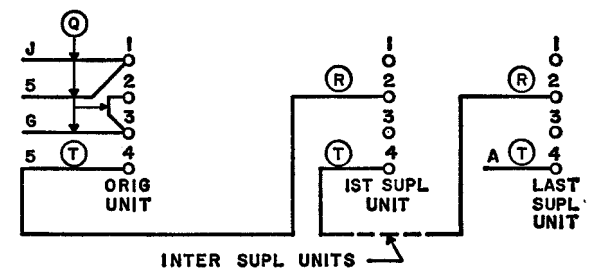 Q
J 1 1 1
5 2 R 2 R 2
G 3 3 3
5 T 4 T 4 A T 4
ORIG UNIT 1ST SUPL UNIT LAST SUPL UNIT
INTER SUPL UNITS